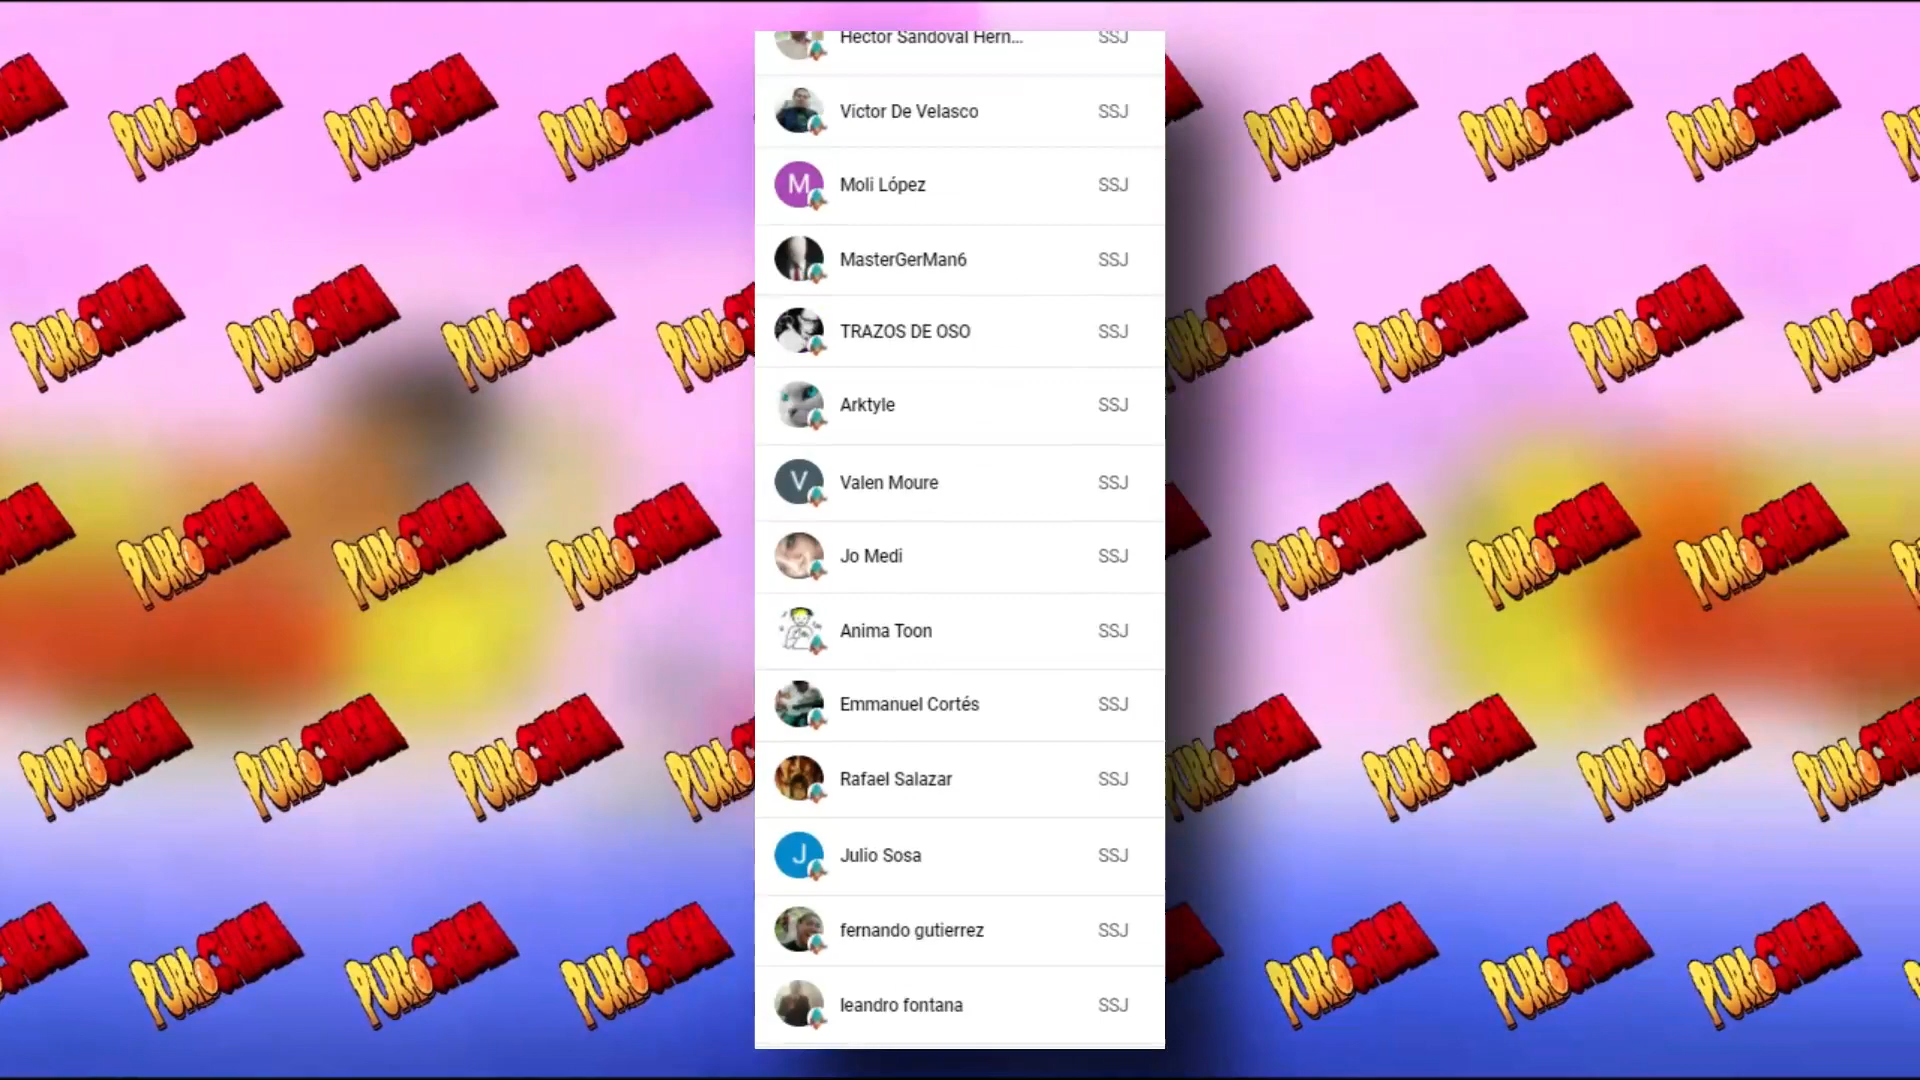 Hector Sandoval Hern... SSJ
Victor De Velasco SSJ
Moli López SSJ
MasterGerMan6 SSJ
TRAZOS DE OSO SSJ
Arktyle SSJ
Valen Moure SSJ
Jo Medi SSJ
Anima Toon SSJ
Emmanuel Cortés SSJ
Rafael Salazar SSJ
Julio Sosa SSJ
fernando gutierrez SSJ
leandro fontana SSJ